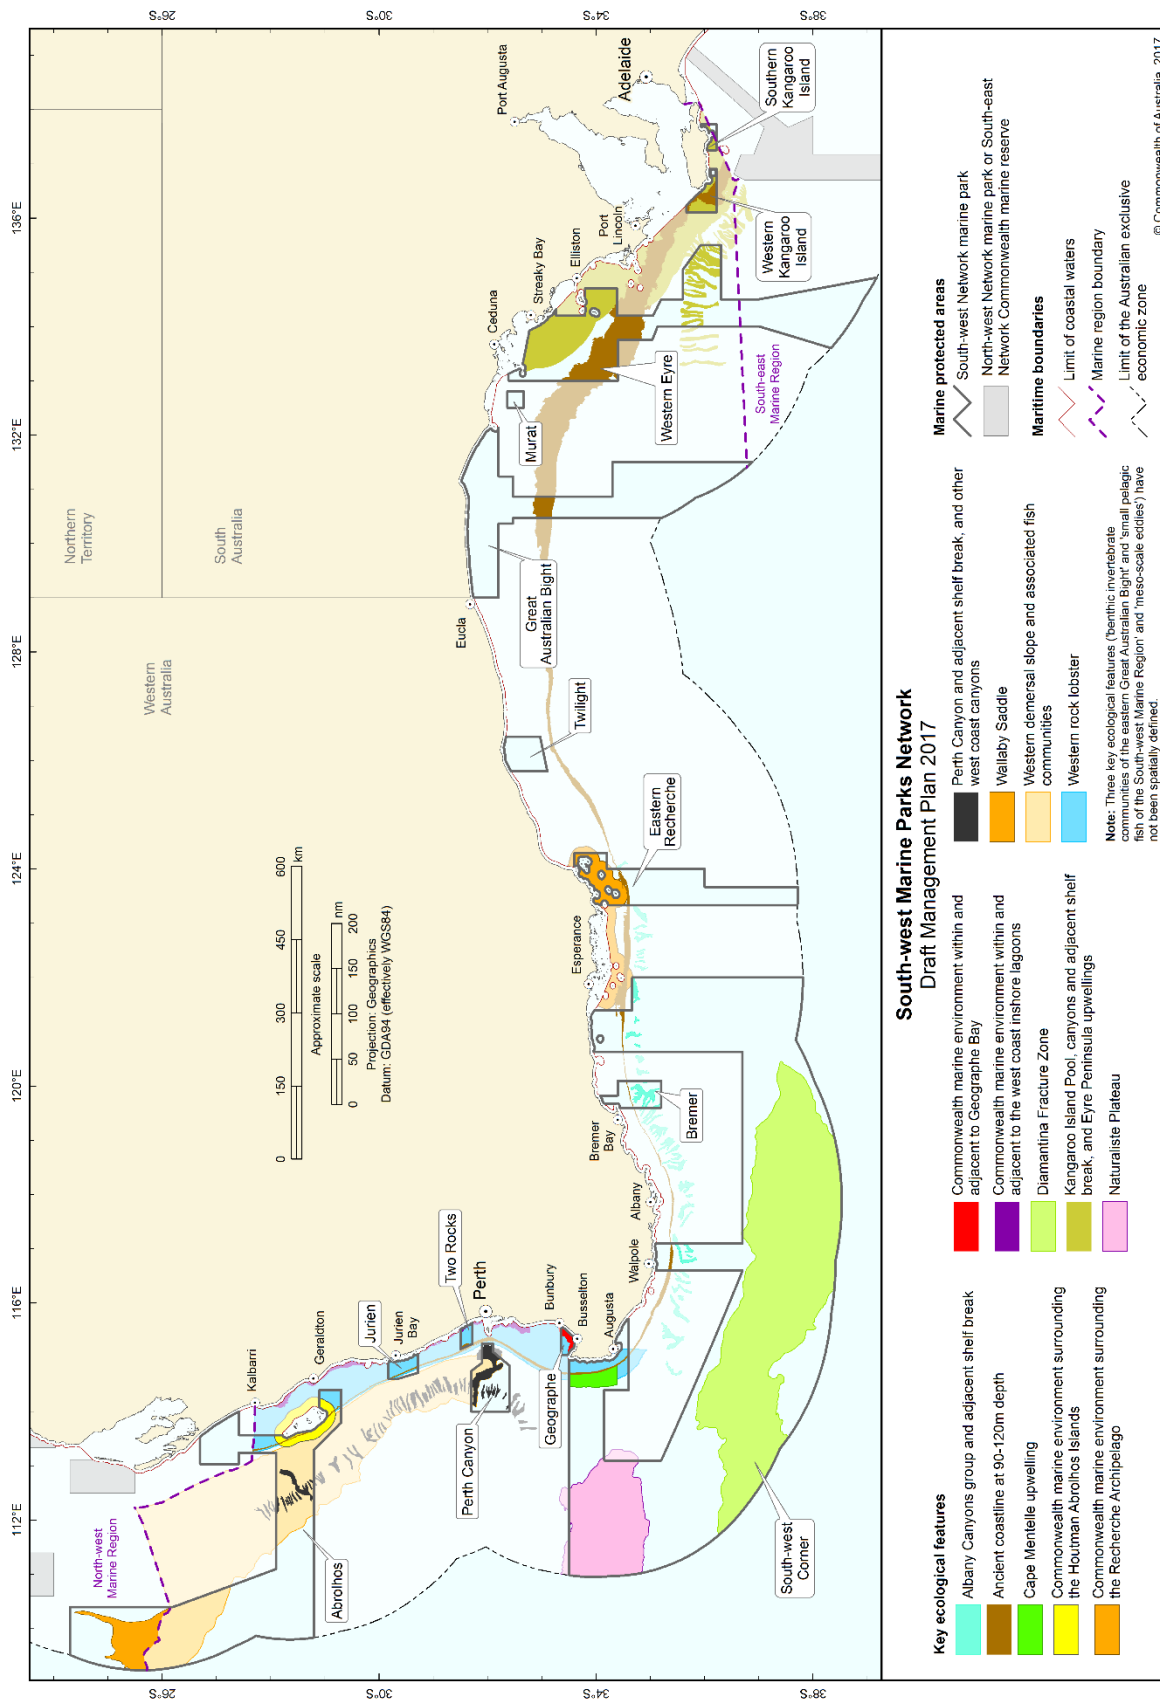 112°E
116°E
120°E
124°E
128°E
132°E
136°E
26°S
26°S
30°S
30°S
34°S
34°S
38°S
38°S
North-west
Marine Region
Western
Australia
Northern
Territory
South
Australia
Kalbarri
Geraldton
Jurien
Jurien
Bay
Two Rocks
Perth
Bunbury
Busselton
Augusta
Walpole
Albany
Bremer
Bay
Esperance
Eucla
Ceduna
Streaky Bay
Elliston
Port
Lincoln
Port Augusta
Adelaide
Abrolhos
Perth Canyon
Geographe
South-west
Corner
Bremer
Eastern
Recherche
Twilight
Great
Australian Bight
Murat
Western Eyre
Western
Kangaroo
Island
Southern
Kangaroo
Island
South-east
Marine Region
0
150
300
450
600
km
Approximate scale
nm
0
50
100
150
200
Projection: Geographics
Datum: GDA94 (effectively WGS84)
South-west Marine Parks Network
Draft Management Plan 2017
Key ecological features
Albany Canyons group and adjacent shelf break
Ancient coastline at 90-120m depth
Cape Mentelle upwelling
Commonwealth marine environment surrounding
the Houtman Abrolhos Islands
Commonwealth marine environment surrounding
the Recherche Archipelago
Commonwealth marine environment within and
adjacent to Geographe Bay
Commonwealth marine environment within and
adjacent to the west coast inshore lagoons
Diamantina Fracture Zone
Kangaroo Island Pool, canyons and adjacent shelf
break, and Eyre Peninsula upwellings
Naturaliste Plateau
Perth Canyon and adjacent shelf break, and other
west coast canyons
Wallaby Saddle
Western demersal slope and associated fish
communities
Western rock lobster
Note: Three key ecological features ('benthic invertebrate
communities of the eastern Great Australian Bight' and 'small pelagic
fish of the South-west Marine Region' and 'meso-scale eddies') have
not been spatially defined.
Marine protected areas
South-west Network marine park
North-west Network marine park or South-east
Network Commonwealth marine reserve
Maritime boundaries
Limit of coastal waters
Marine region boundary
Limit of the Australian exclusive
economic zone
© Commonwealth of Australia, 2017